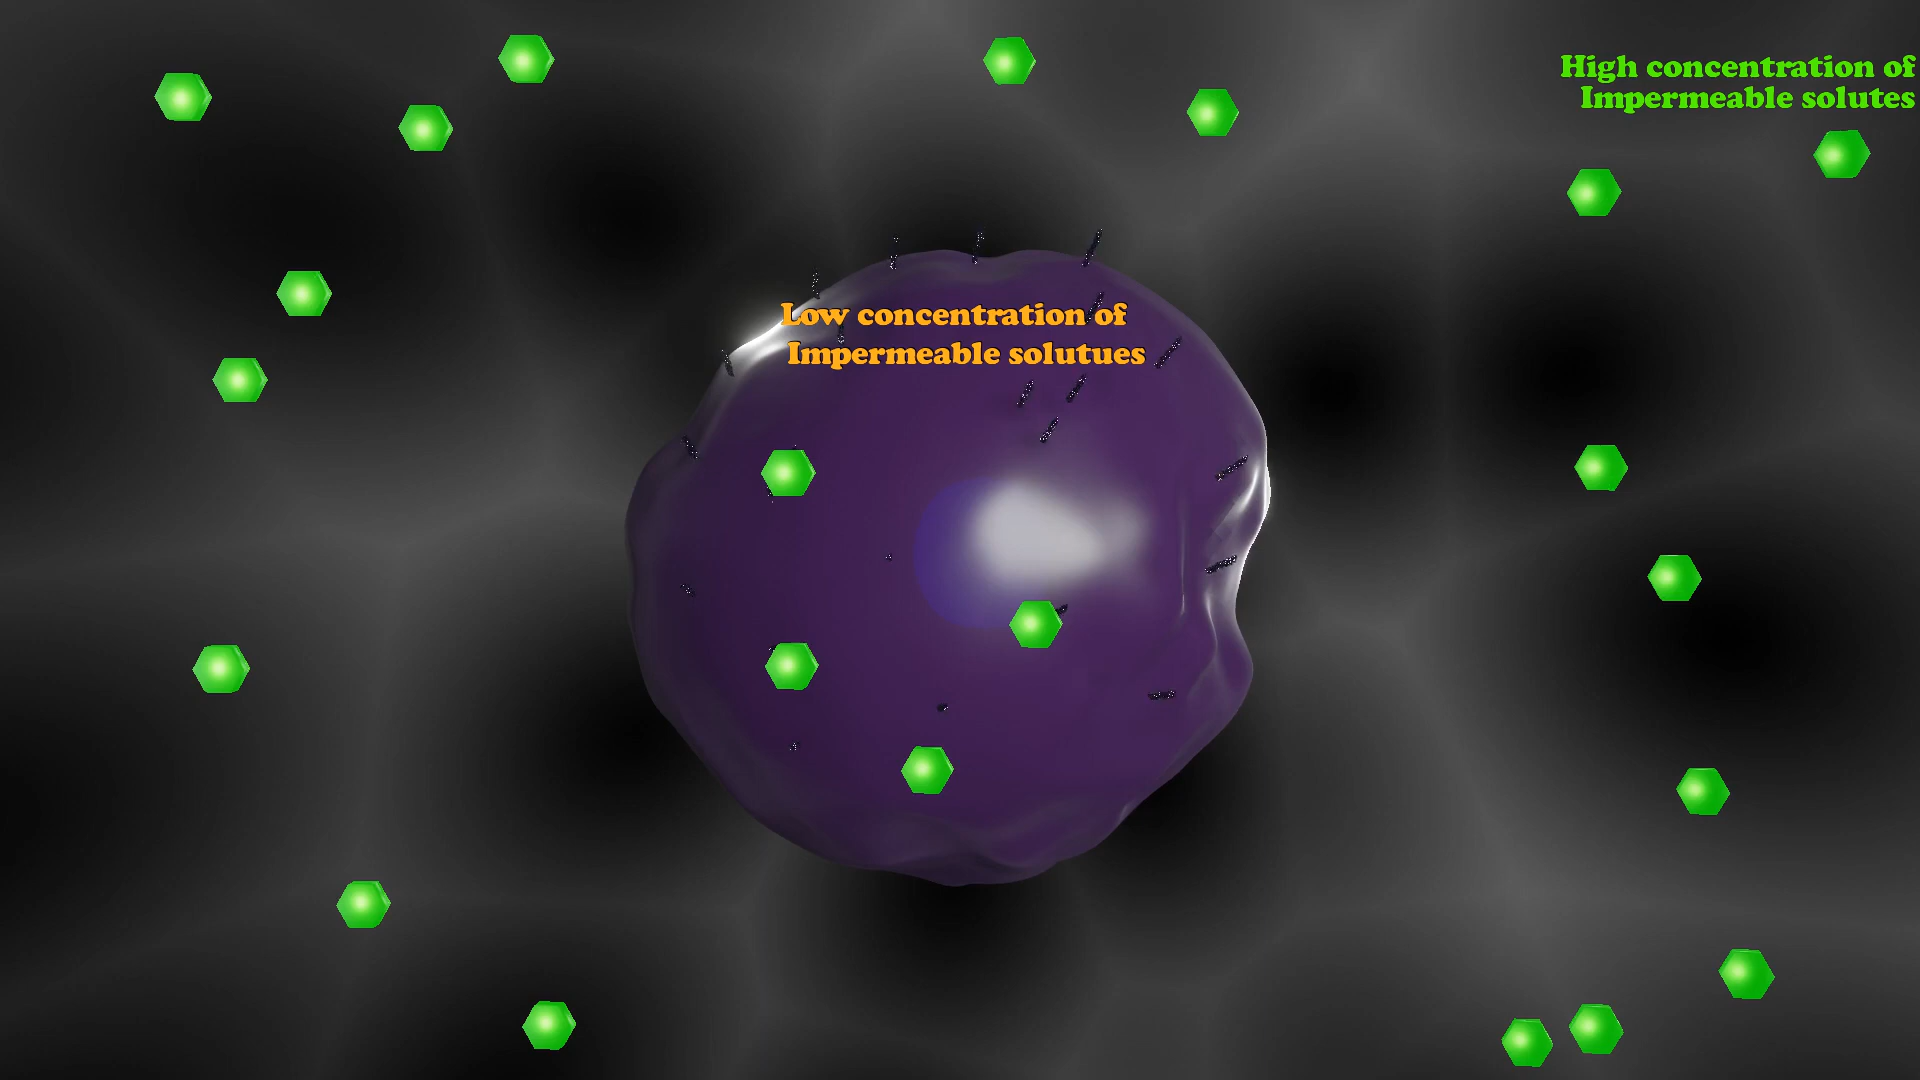 High concentration of
Impermeable solutes
Low concentration of
Impermeable solutues